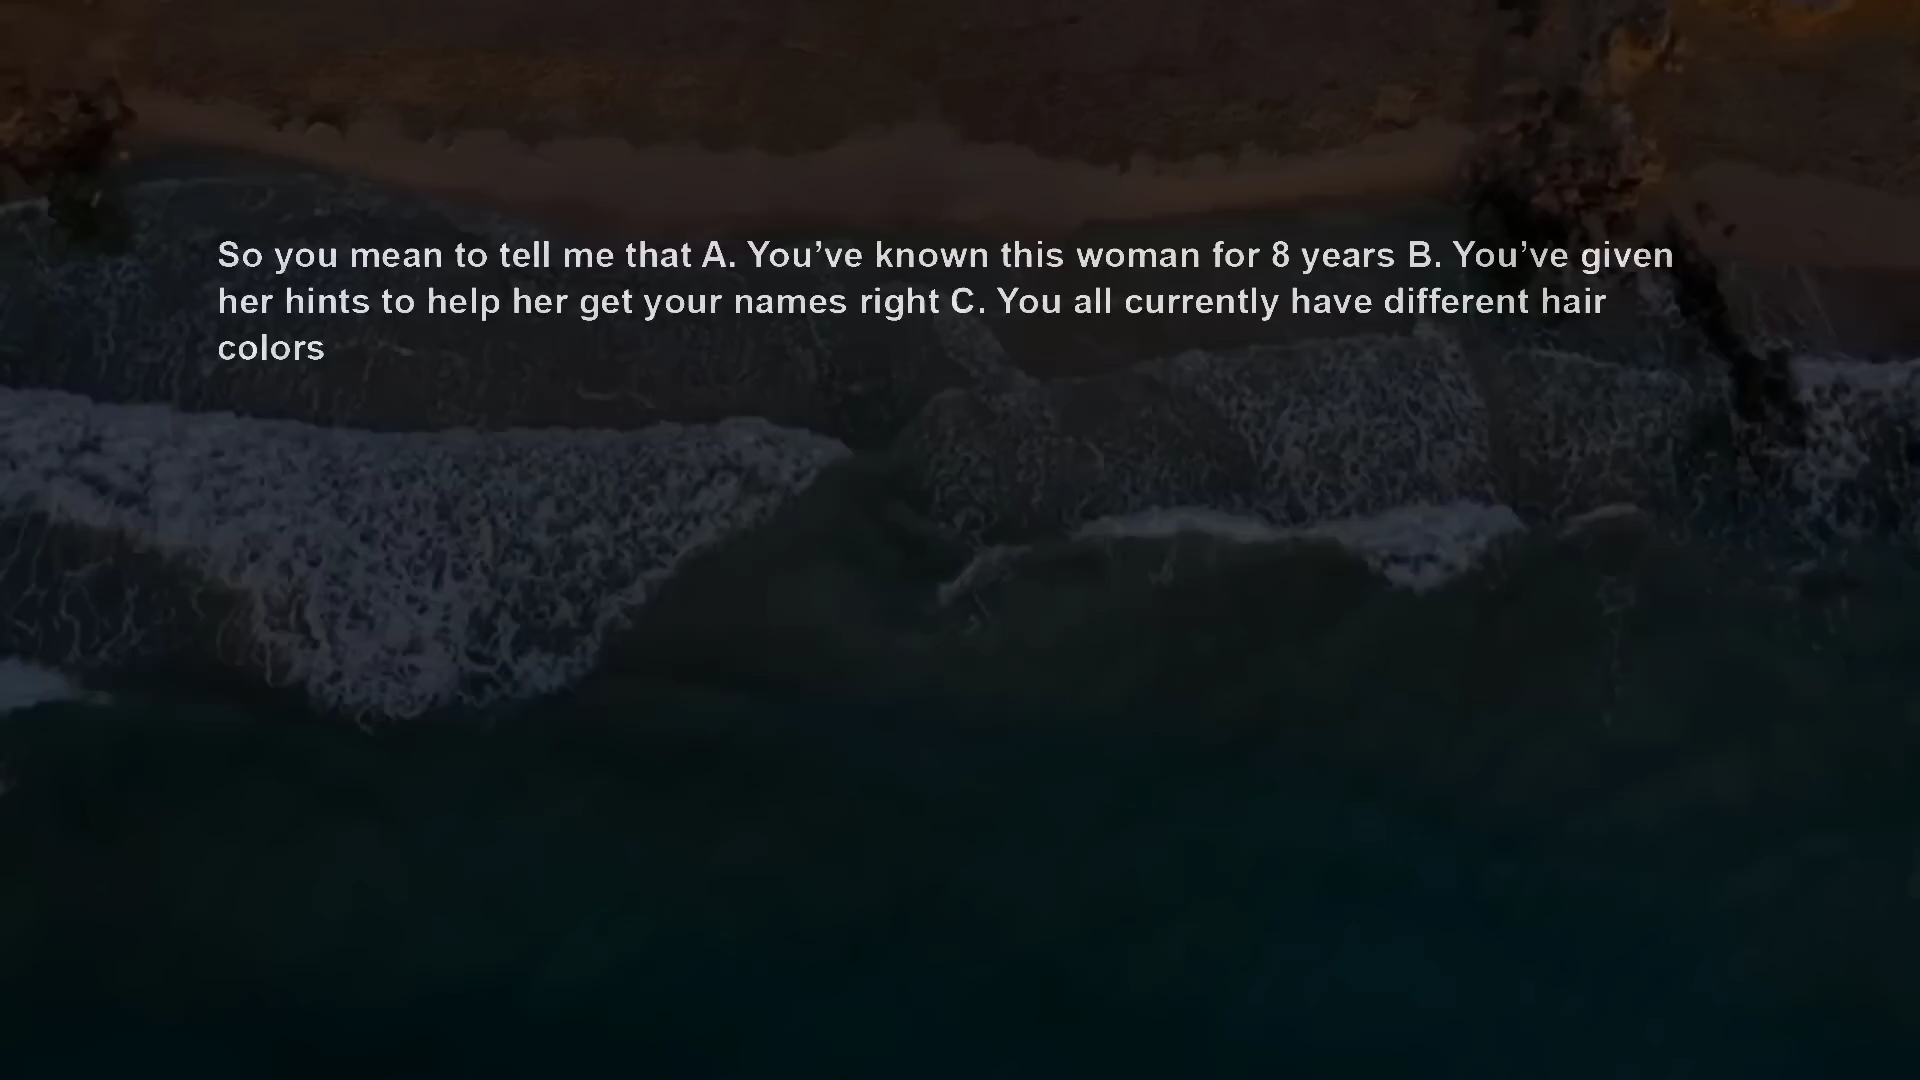 So you mean to tell me that A. You’ve known this woman for 8 years B. You’ve given
her hints to help her get your names right C. You all currently have different hair
colors